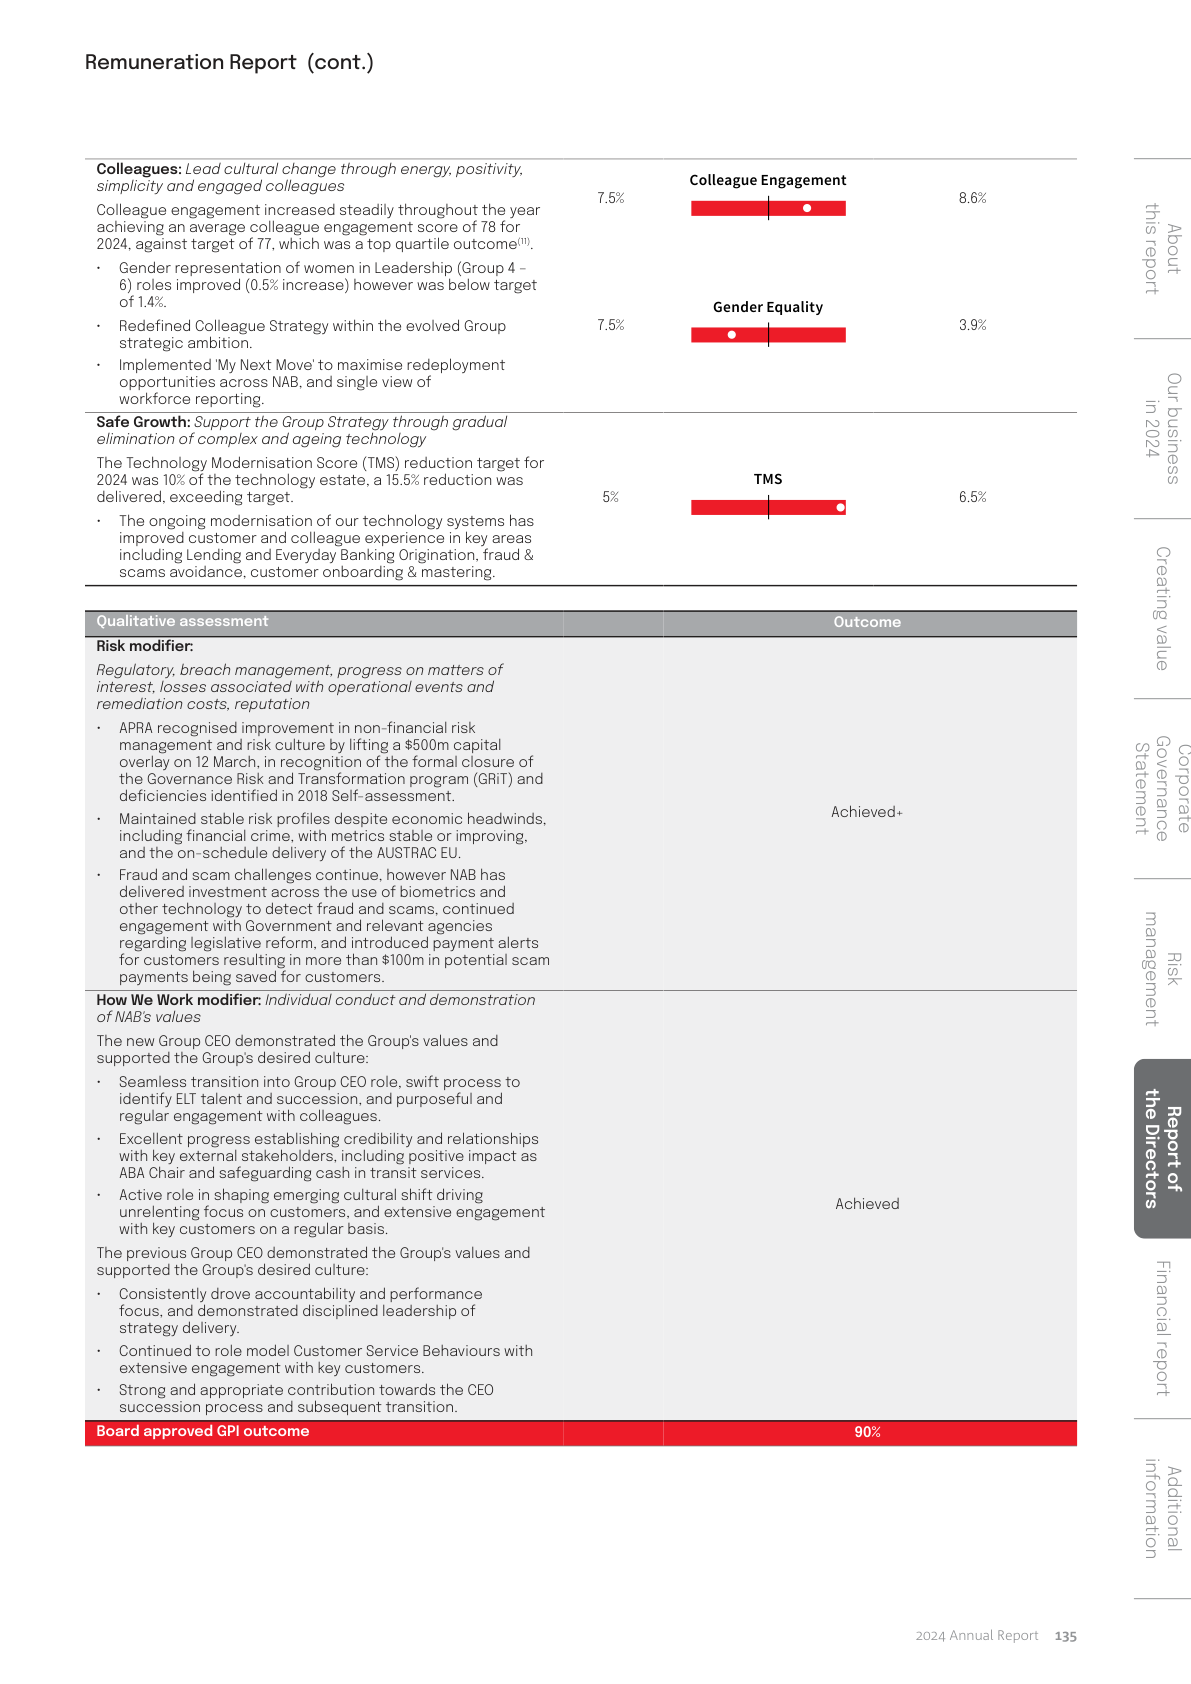 Remuneration Report (cont.)
Colleagues: Lead cultural change through energy, positivity,
simplicity and engaged colleagues
Colleague engagement increased steadily throughout the year
achieving an average colleague engagement score of 78 for
2024, against target of 77, which was a top quartile outcome(11).
• Gender representation of women in Leadership (Group 4 –
6) roles improved (0.5% increase) however was below target
of 1.4%.
• Redefined Colleague Strategy within the evolved Group
strategic ambition.
• Implemented 'My Next Move' to maximise redeployment
opportunities across NAB, and single view of
workforce reporting.
7.5%
Colleague Engagement
8.6%
7.5%
Gender Equality
3.9%
Safe Growth: Support the Group Strategy through gradual
elimination of complex and ageing technology
The Technology Modernisation Score (TMS) reduction target for
2024 was 10% of the technology estate, a 15.5% reduction was
delivered, exceeding target.
• The ongoing modernisation of our technology systems has
improved customer and colleague experience in key areas
including Lending and Everyday Banking Origination, fraud &
scams avoidance, customer onboarding & mastering.
5%
TMS
6.5%
Qualitative assessment
Outcome
Risk modifier:
Regulatory, breach management, progress on matters of
interest, losses associated with operational events and
remediation costs, reputation
• APRA recognised improvement in non-financial risk
management and risk culture by lifting a $500m capital
overlay on 12 March, in recognition of the formal closure of
the Governance Risk and Transformation program (GRiT) and
deficiencies identified in 2018 Self-assessment.
• Maintained stable risk profiles despite economic headwinds,
including financial crime, with metrics stable or improving,
and the on-schedule delivery of the AUSTRAC EU.
• Fraud and scam challenges continue, however NAB has
delivered investment across the use of biometrics and
other technology to detect fraud and scams, continued
engagement with Government and relevant agencies
regarding legislative reform, and introduced payment alerts
for customers resulting in more than $100m in potential scam
payments being saved for customers.
Achieved+
How We Work modifier: Individual conduct and demonstration
of NAB's values
The new Group CEO demonstrated the Group's values and
supported the Group's desired culture:
• Seamless transition into Group CEO role, swift process to
identify ELT talent and succession, and purposeful and
regular engagement with colleagues.
• Excellent progress establishing credibility and relationships
with key external stakeholders, including positive impact as
ABA Chair and safeguarding cash in transit services.
• Active role in shaping emerging cultural shift driving
unrelenting focus on customers, and extensive engagement
with key customers on a regular basis.
The previous Group CEO demonstrated the Group's values and
supported the Group's desired culture:
• Consistently drove accountability and performance
focus, and demonstrated disciplined leadership of
strategy delivery.
• Continued to role model Customer Service Behaviours with
extensive engagement with key customers.
• Strong and appropriate contribution towards the CEO
succession process and subsequent transition.
Achieved
Board approved GPI outcome
90%
About
this report
Our business
in 2024
Creating value
Corporate
Governance
Statement
Risk
management
Report of
the Directors
Financial report
Additional
information
2024 Annual Report 135